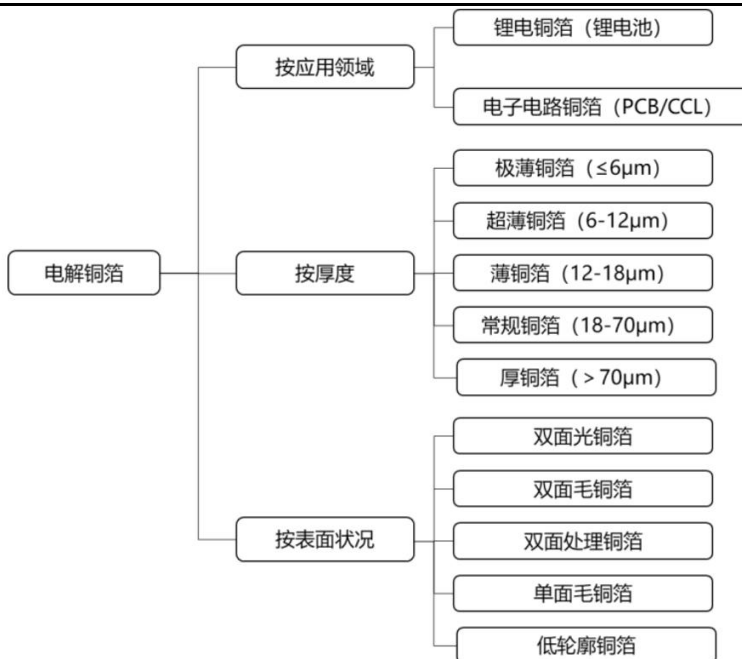 电解铜箔
按应用领域
锂电铜箔（锂电池）
电子电路铜箔（PCB/CCL）
按厚度
极薄铜箔（≤6μm）
超薄铜箔（6-12μm）
薄铜箔（12-18μm）
常规铜箔（18-70μm）
厚铜箔（＞70μm）
按表面状况
双面光铜箔
双面毛铜箔
双面处理铜箔
单面毛铜箔
低轮廓铜箔